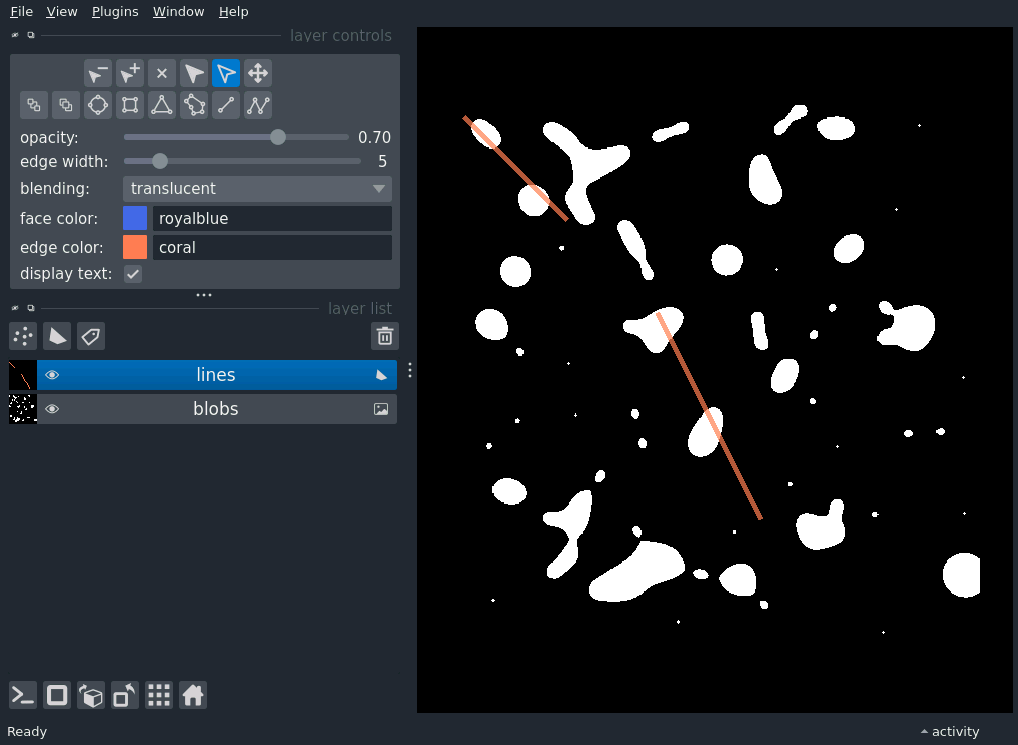 File View Plugins Window Help
layer controls
opacity: 0.70
edge width: 5
blending: translucent
face color: royalblue
edge color: coral
display text:
layer list
lines
blobs
Ready activity